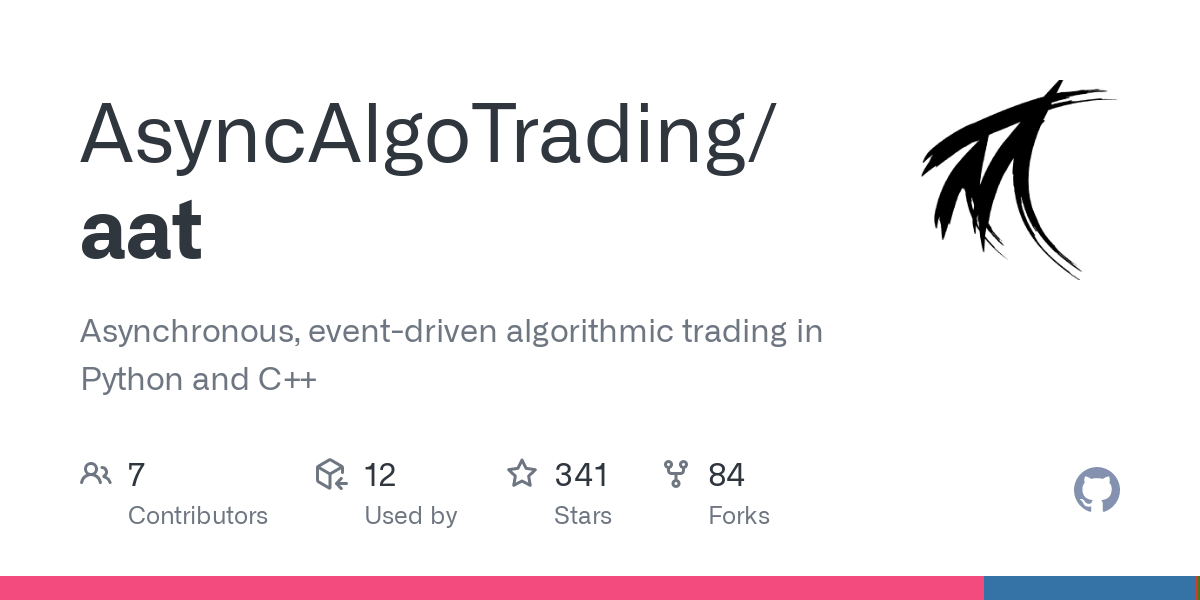 AsyncAlgoTrading/
aat
Asynchronous, event-driven algorithmic trading in
Python and C++
7 12 341 84
Contributors Used by Stars Forks